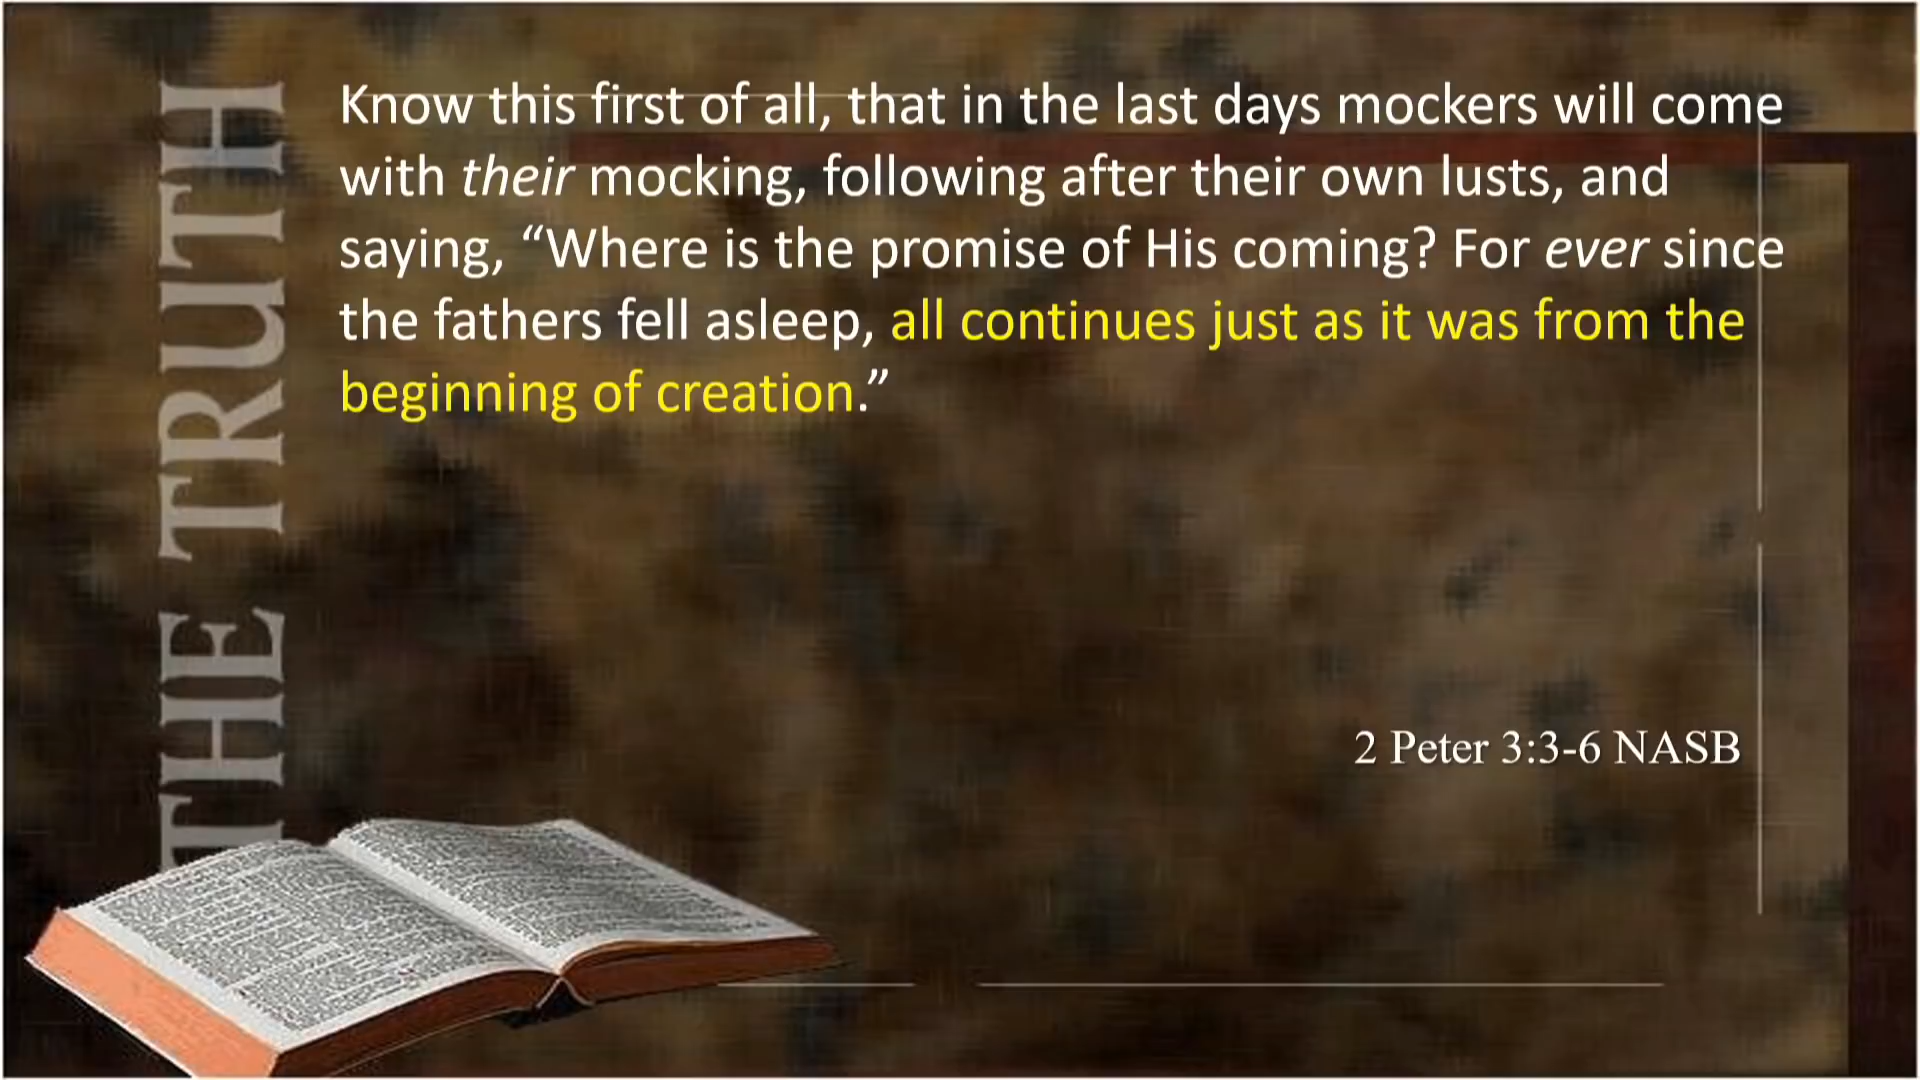 THE TRUTH
Know this first of all, that in the last days mockers will come
with their mocking, following after their own lusts, and
saying, “Where is the promise of His coming? For ever since
the fathers fell asleep, all continues just as it was from the
beginning of creation.”
2 Peter 3:3-6 NASB